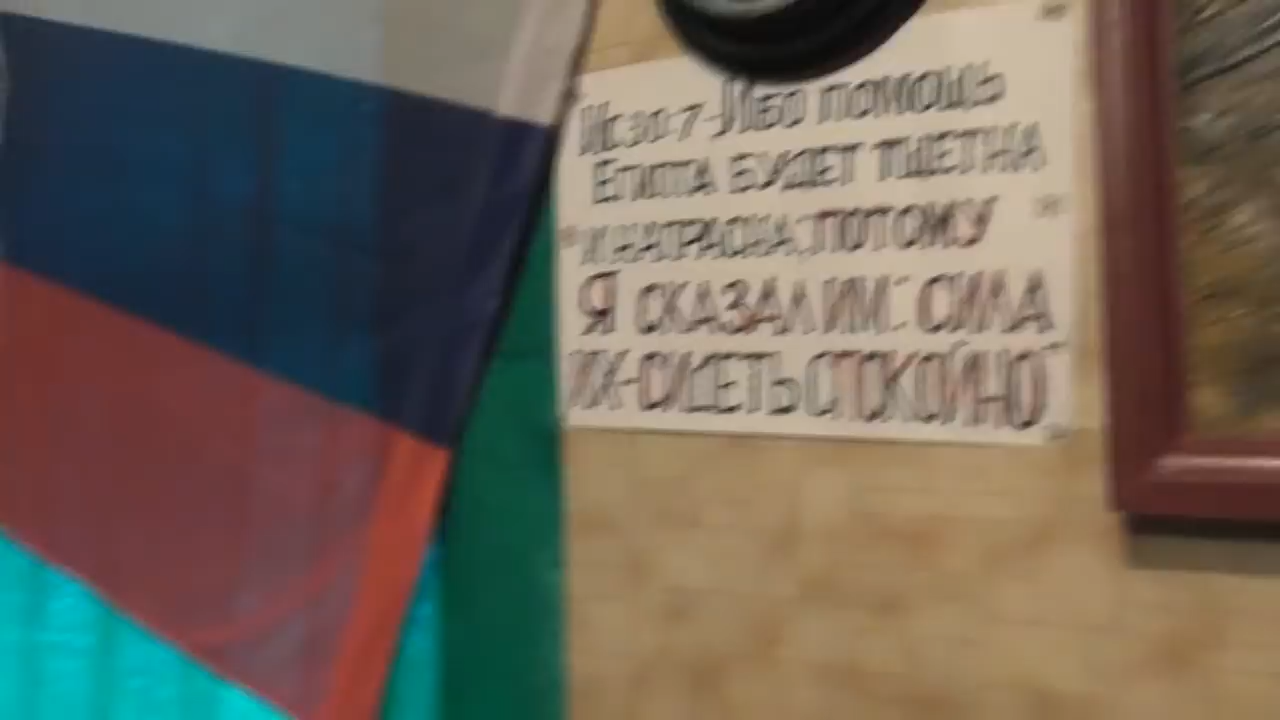 Ис.30:7-Ибо помощь
Египта будет тщетна
и напрасна; потому
Я сказал им: сила
их-сидеть спокойно